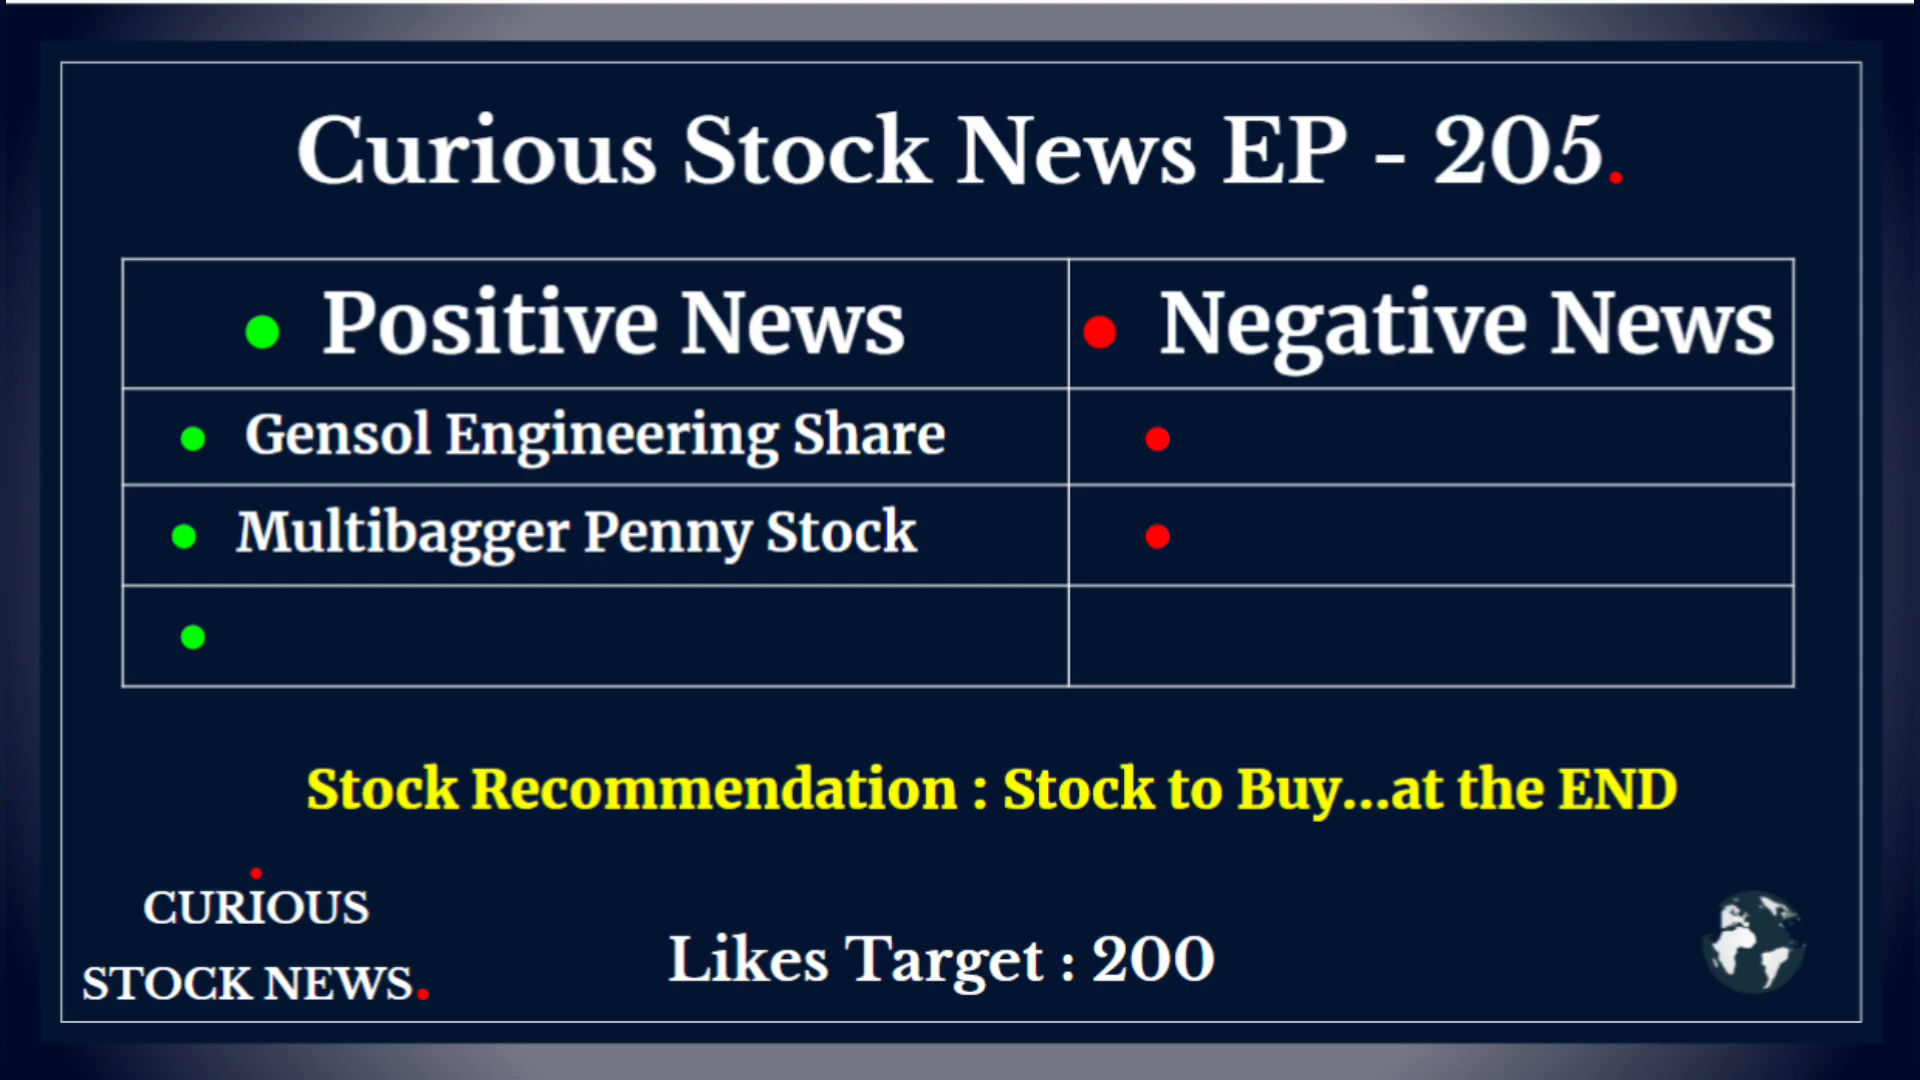 Curious Stock News EP - 205.
Positive News
Negative News
Gensol Engineering Share
Multibagger Penny Stock
Stock Recommendation : Stock to Buy...at the END
CURIOUS
STOCK NEWS.
Likes Target : 200